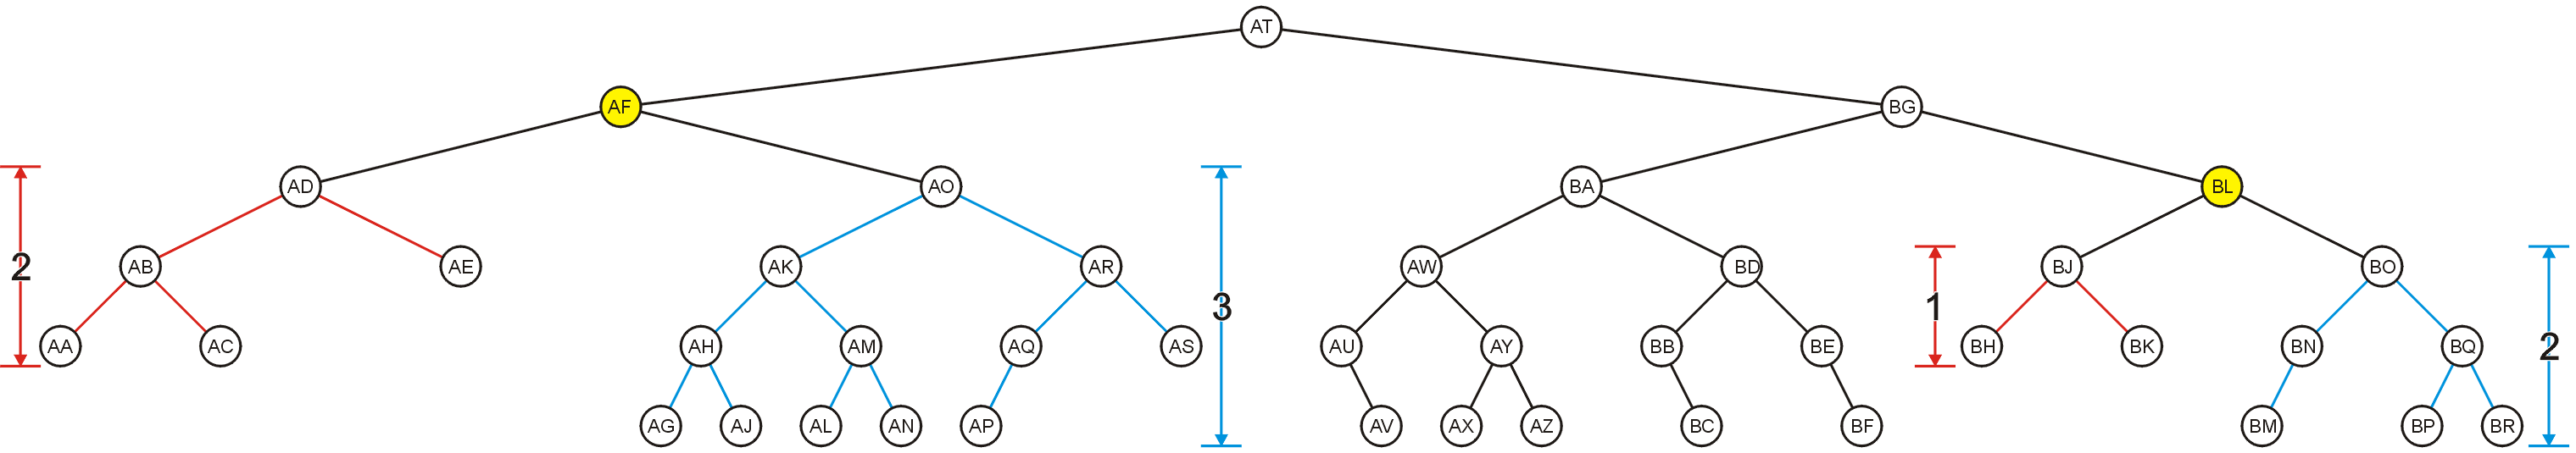 AT
AF BG
AD AO BA BL
2 AB AE AK AR AW BD BJ BO
3 1
AA AC AH AM AQ AS AU AY BB BE BH BK BN BQ 2
AG AJ AL AN AP AV AX AZ BC BF BM BP BR